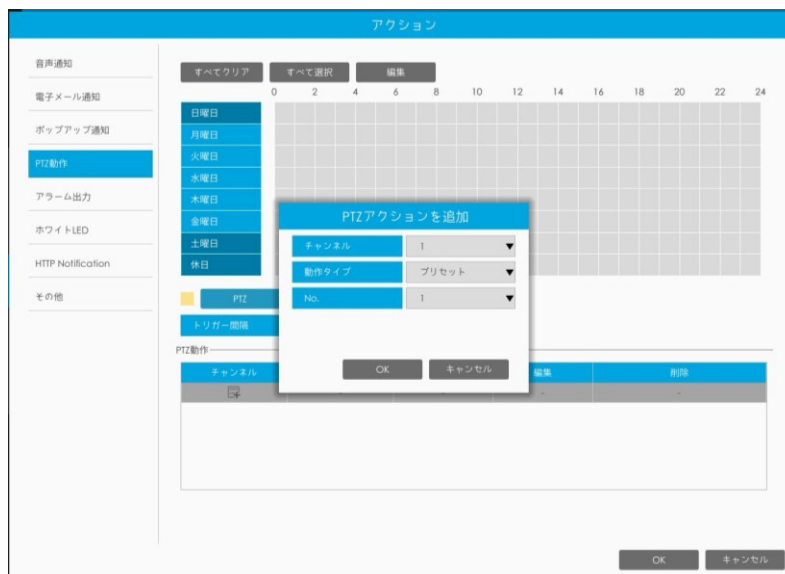 アクション
音声通知
電子メール通知
ポップアップ通知
PTZ動作
アラーム出力
ホワイトLED
HTTP Notification
その他
すべてクリア すべて選択 編集
0 2 4 6 8 10 12 14 16 18 20 22 24
日曜日
月曜日
火曜日
水曜日
木曜日
金曜日
土曜日
休日
PTZ
トリガー間隔
PTZアクションを追加
チャンネル 1
動作タイプ プリセット
No. 1
OK キャンセル
PTZ動作
チャンネル 編集 削除
- - - -
OK キャンセル